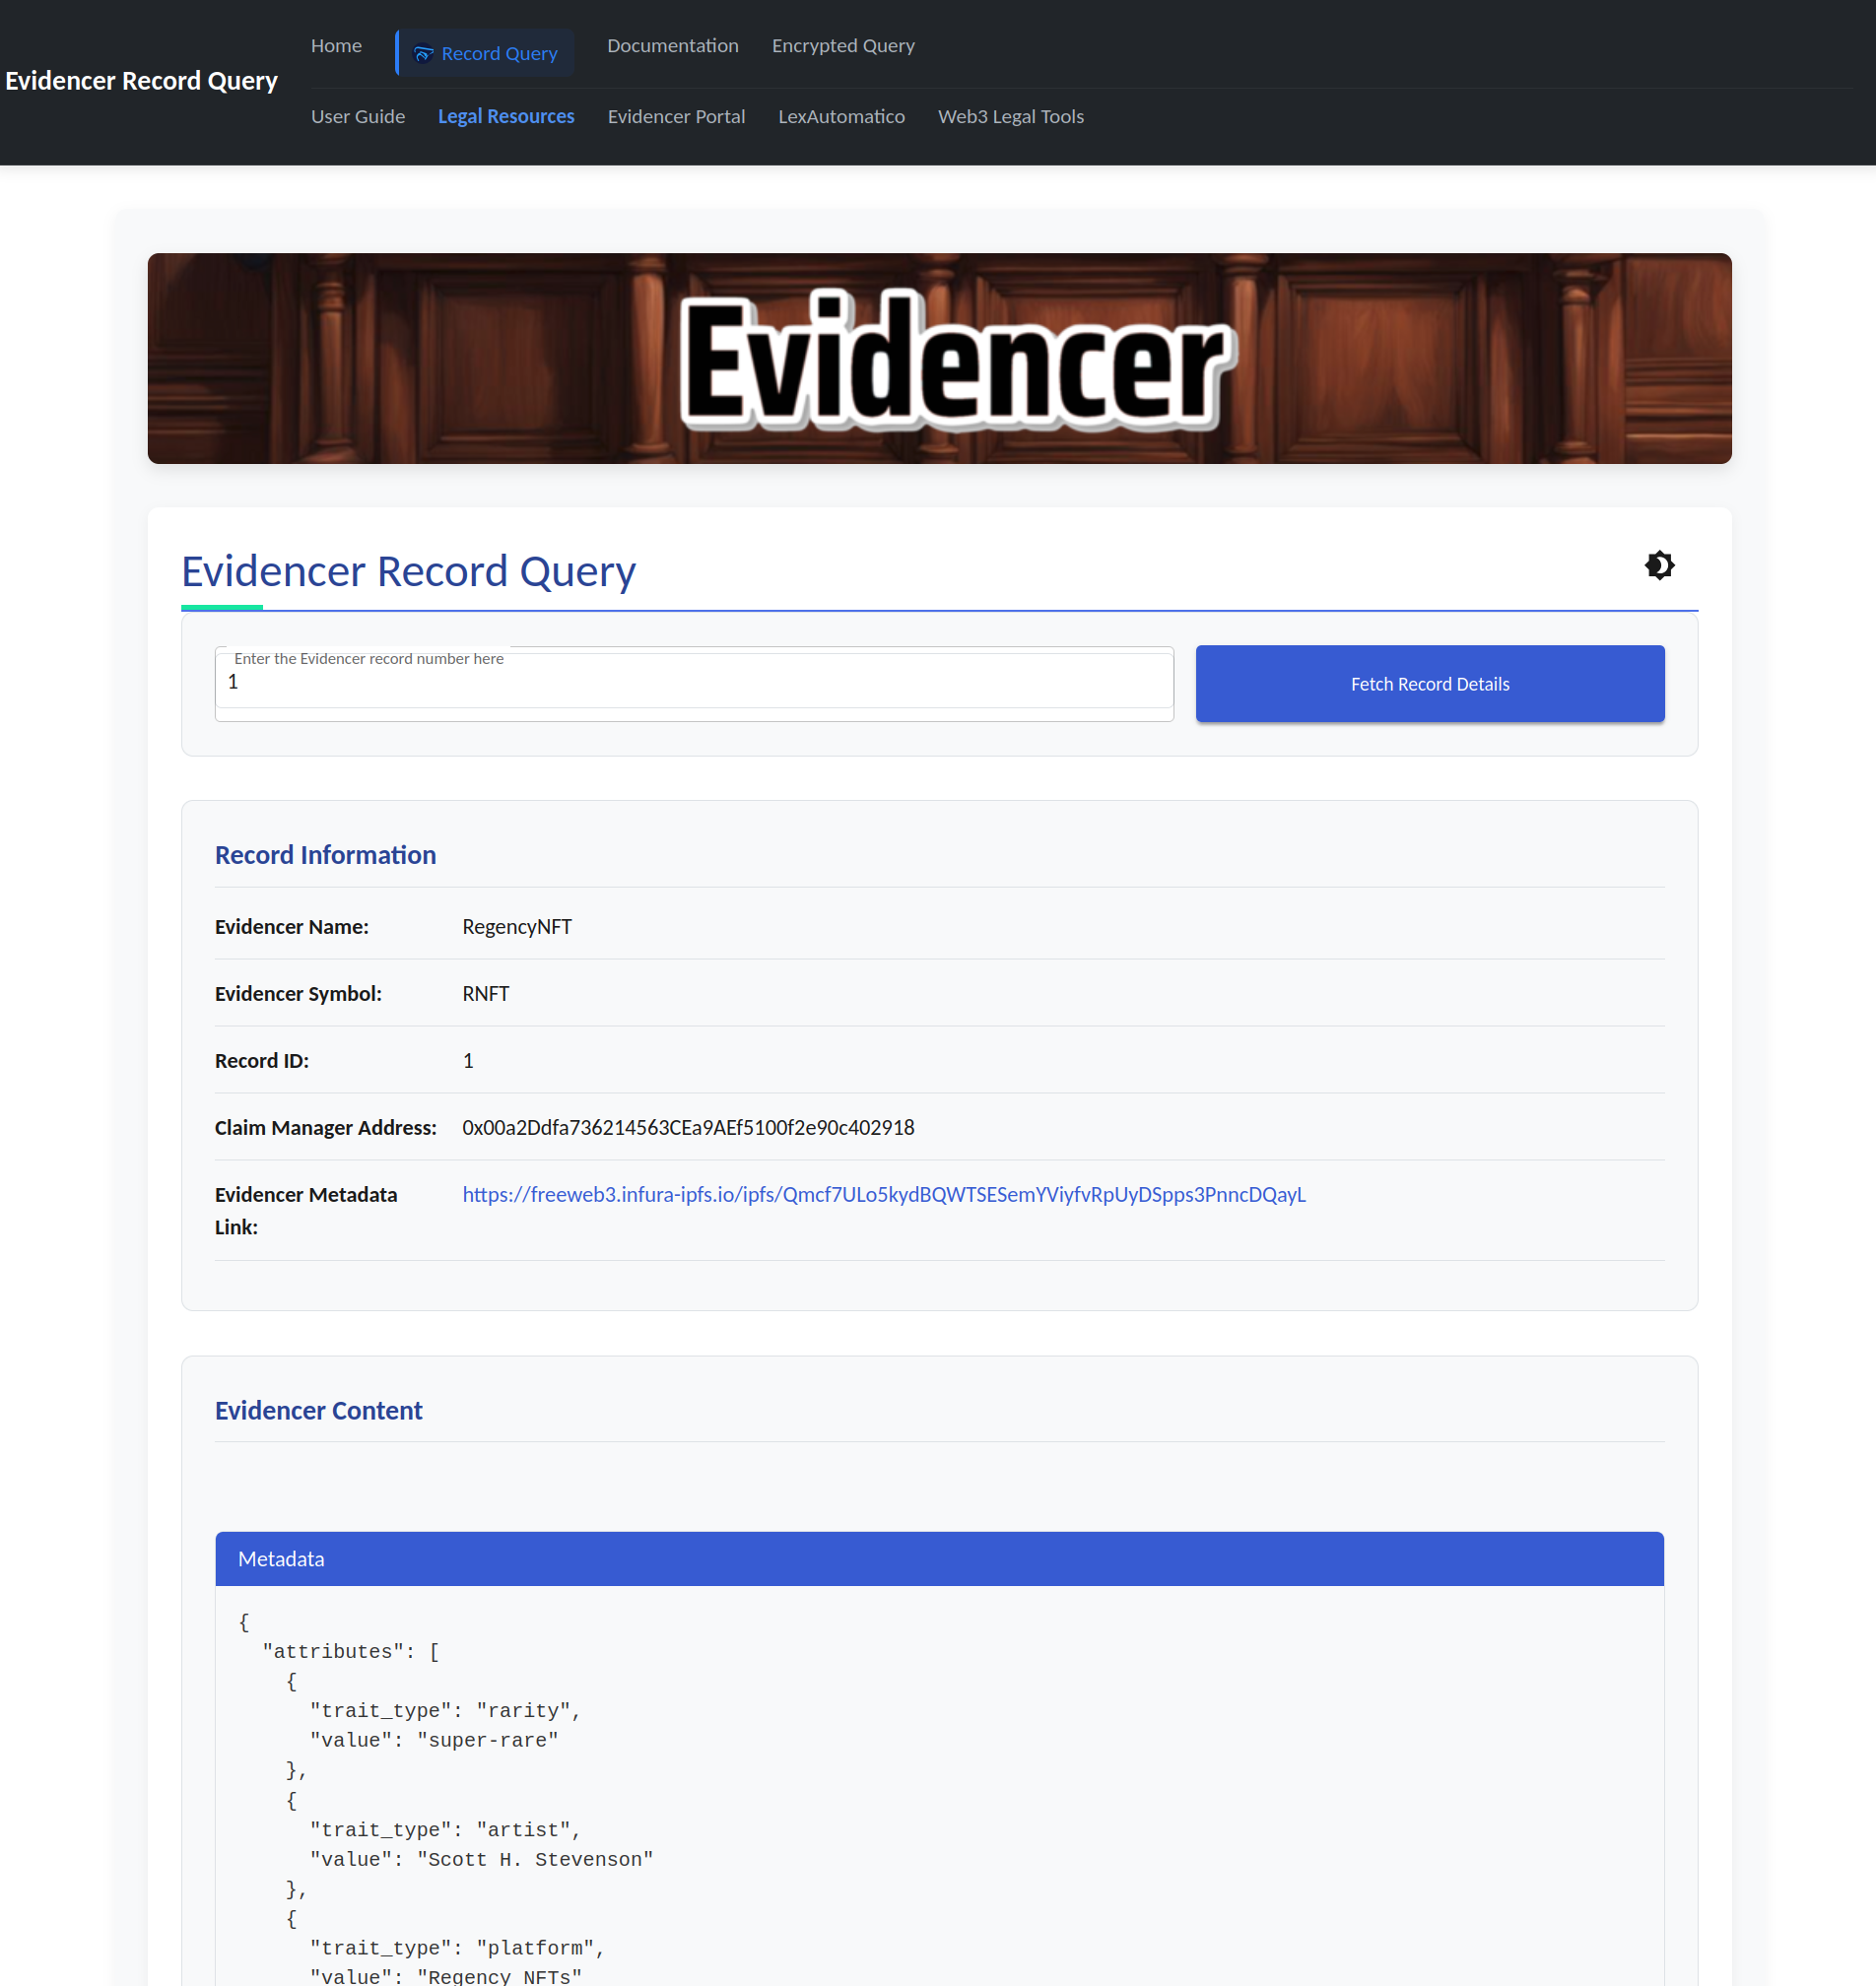 Evidencer Record Query
Home
Record Query
Documentation
Encrypted Query
User Guide
Legal Resources
Evidencer Portal
LexAutomatico
Web3 Legal Tools
Evidencer
Evidencer Record Query
Enter the Evidencer record number here
1
Fetch Record Details
Record Information
Evidencer Name: RegencyNFT
Evidencer Symbol: RNFT
Record ID: 1
Claim Manager Address: 0x00a2Ddfa736214563CEa9AEf5100f2e90c402918
Evidencer Metadata https://freeweb3.infura-ipfs.io/ipfs/Qmcf7ULo5kydBQWTSESemYViyfvRpUyDSpps3PnncDQayL
Link:
Evidencer Content
Metadata
{
  "attributes": [
    {
      "trait_type": "rarity",
      "value": "super-rare"
    },
    {
      "trait_type": "artist",
      "value": "Scott H. Stevenson"
    },
    {
      "trait_type": "platform",
      "value": "Regency NFTs"